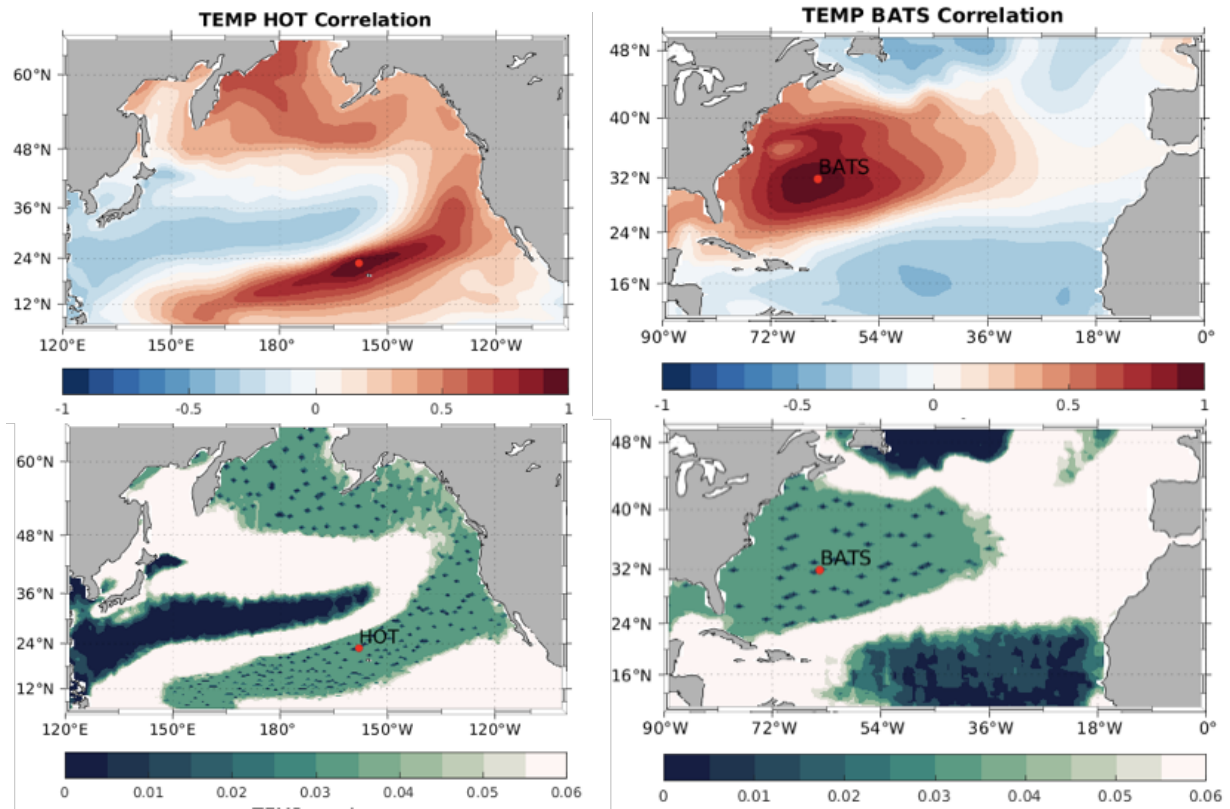 TEMP HOT Correlation
60°N
48°N
36°N
24°N
12°N
120°E 150°E 180°E 150°W 120°W
-1 -0.5 0 0.5 1
TEMP BATS Correlation
48°N
40°N
32°N
24°N
16°N
BATS
90°W 72°W 54°W 36°W 18°W 0°
-1 -0.5 0 0.5 1
60°N
48°N
36°N
24°N
12°N
HOT
120°E 150°E 180°E 150°W 120°W
0 0.01 0.02 0.03 0.04 0.05 0.06
48°N
40°N
32°N
24°N
16°N
BATS
90°W 72°W 54°W 36°W 18°W 0°
0 0.01 0.02 0.03 0.04 0.05 0.06